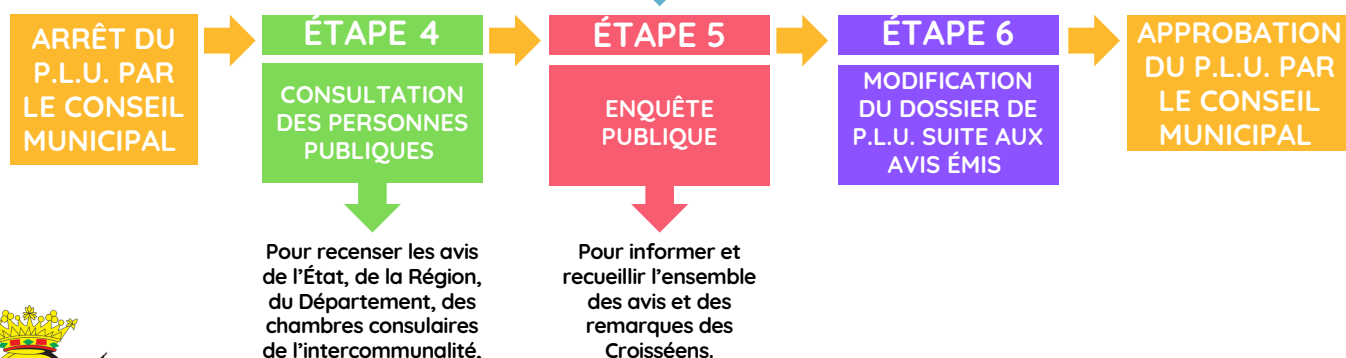 ARRÊT DU
P.L.U. PAR
LE CONSEIL
MUNICIPAL
ÉTAPE 4
CONSULTATION
DES PERSONNES
PUBLIQUES
Pour recenser les avis
de l'État, de la Région,
du Département, des
chambres consulaires
de l'intercommunalité,
ÉTAPE 5
ENQUÊTE
PUBLIQUE
Pour informer et
recueillir l'ensemble
des avis et des
remarques des
Croisséens.
ÉTAPE 6
MODIFICATION
DU DOSSIER DE
P.L.U. SUITE AUX
AVIS ÉMIS
APPROBATION
DU P.L.U. PAR
LE CONSEIL
MUNICIPAL